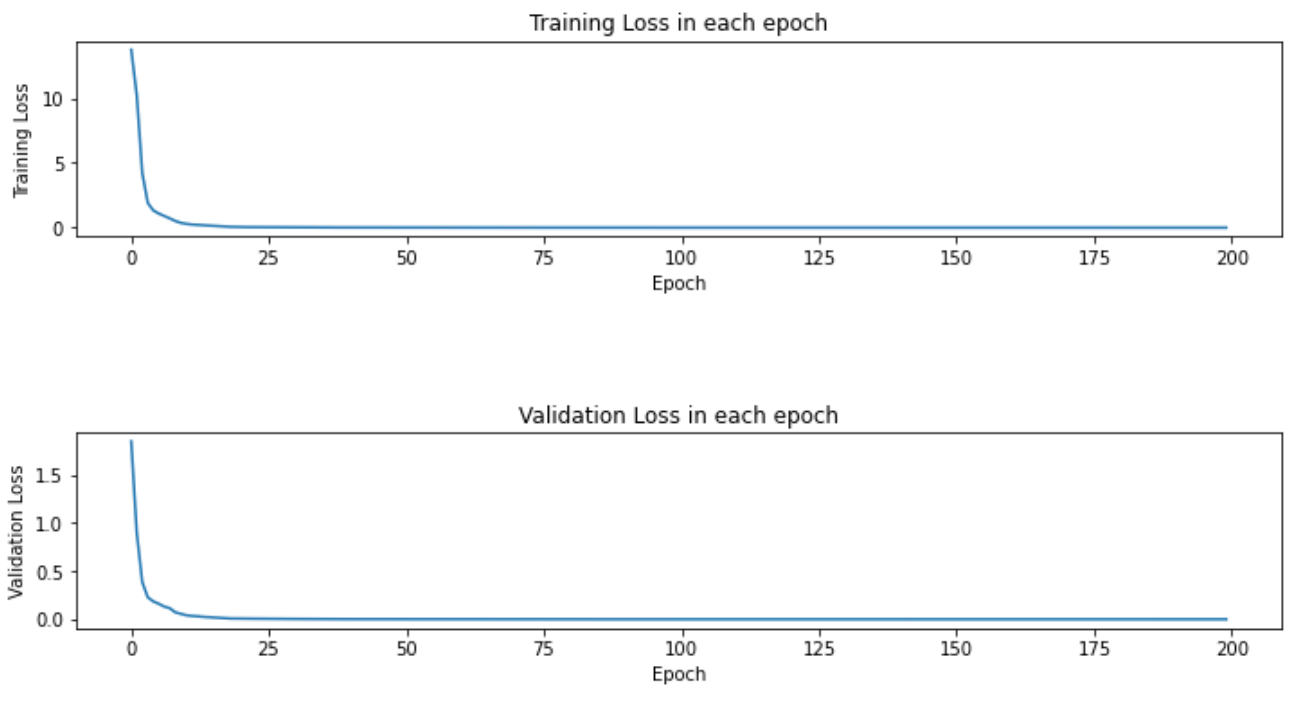 Training Loss in each epoch
Training Loss
10
5
0
0 25 50 75 100 125 150 175 200
Epoch
Validation Loss in each epoch
Validation Loss
1.5
1.0
0.5
0.0
0 25 50 75 100 125 150 175 200
Epoch